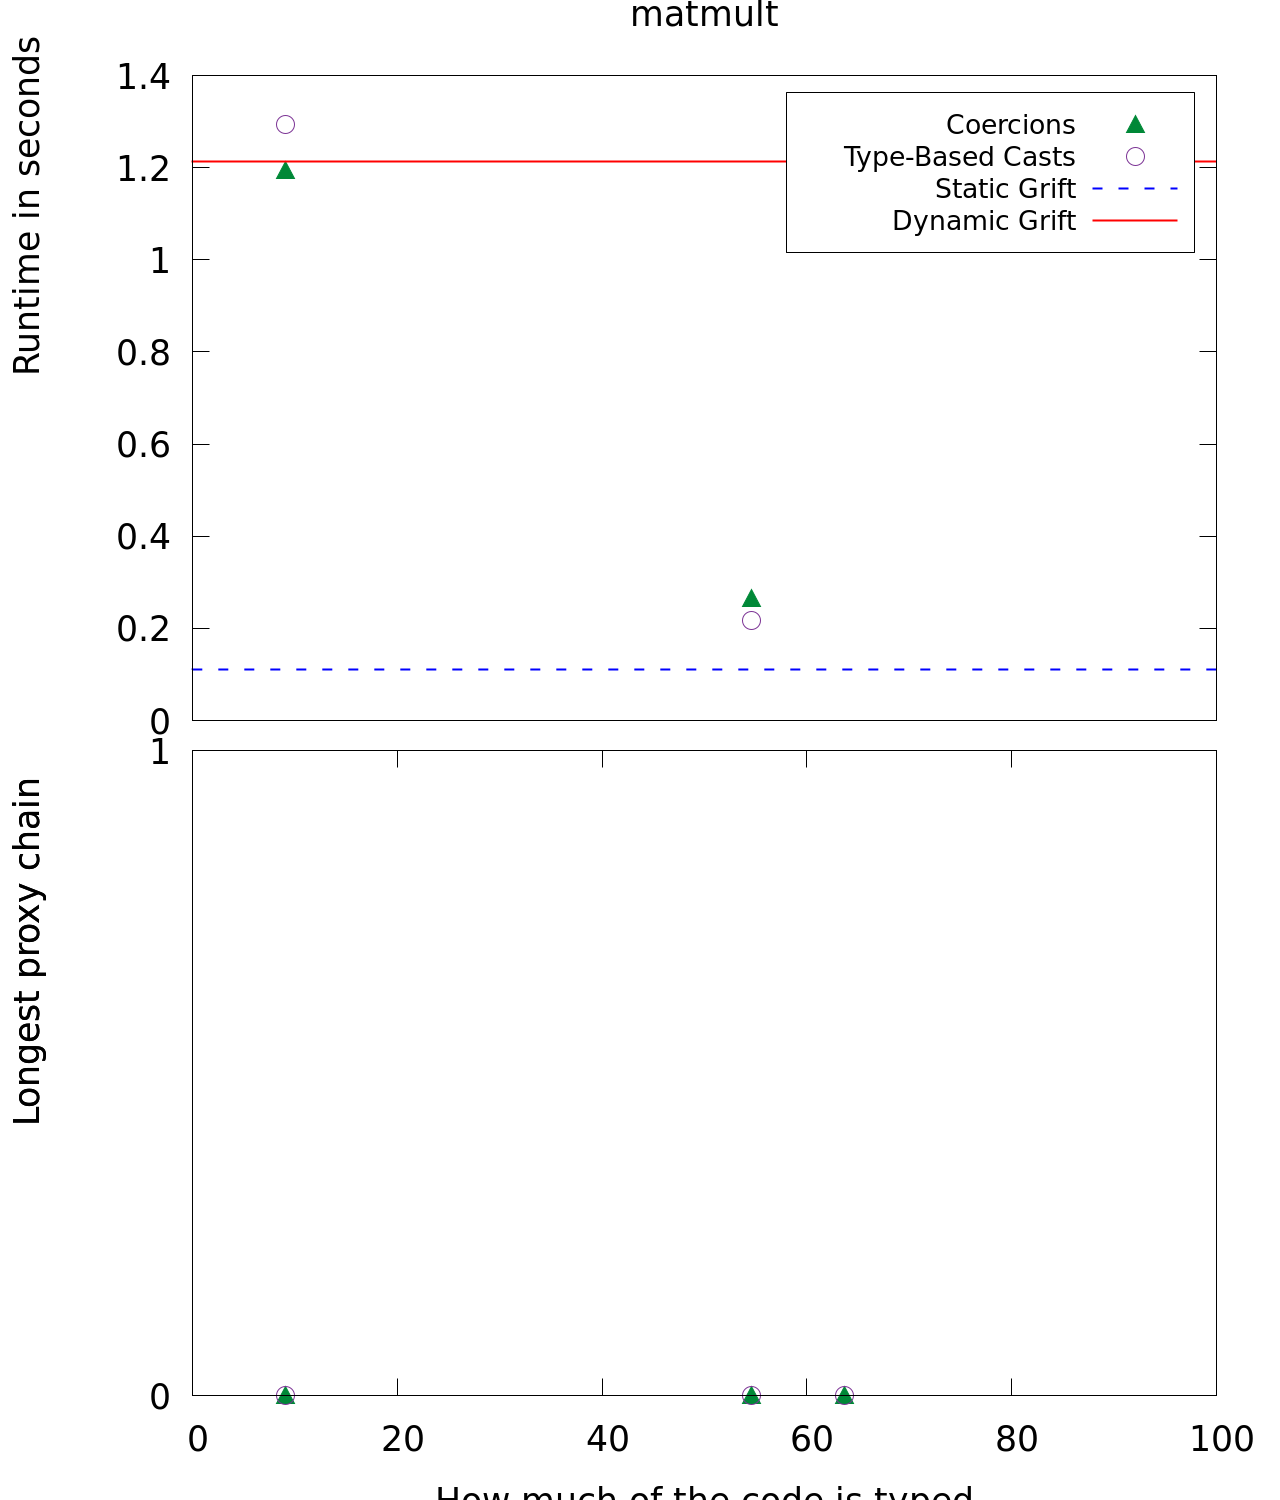 matmult
Runtime in seconds
1.4
1.2
1
0.8
0.6
0.4
0.2
0
Coercions
Type-Based Casts
Static Grift
Dynamic Grift
Longest proxy chain
1
0
0 20 40 60 80 100
How much of the code is typed